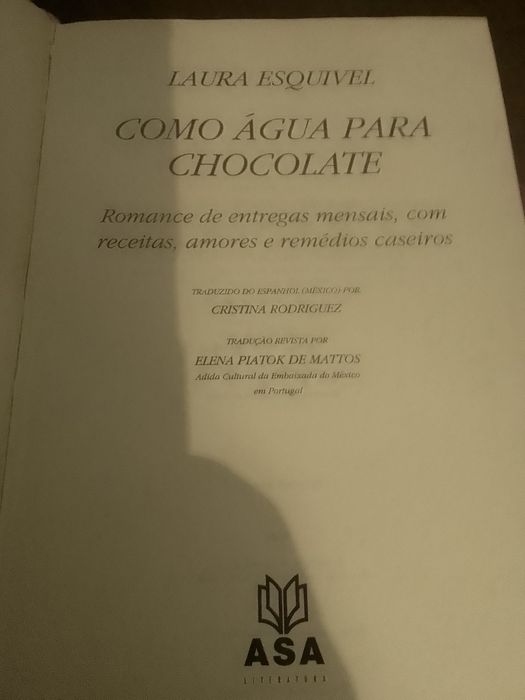 LAURA ESQUIVEL
COMO ÁGUA PARA
CHOCOLATE
Romance de entregas mensais, com
receitas, amores e remédios caseiros
TRADUZIDO DO ESPANHOL (MÉXICO) POR
CRISTINA RODRIGUEZ
TRADUÇÃO REVISTA POR
ELENA PIATOK DE MATTOS
Adida Cultural da Embaixada do México
em Portugal
ASA
LITERATURA